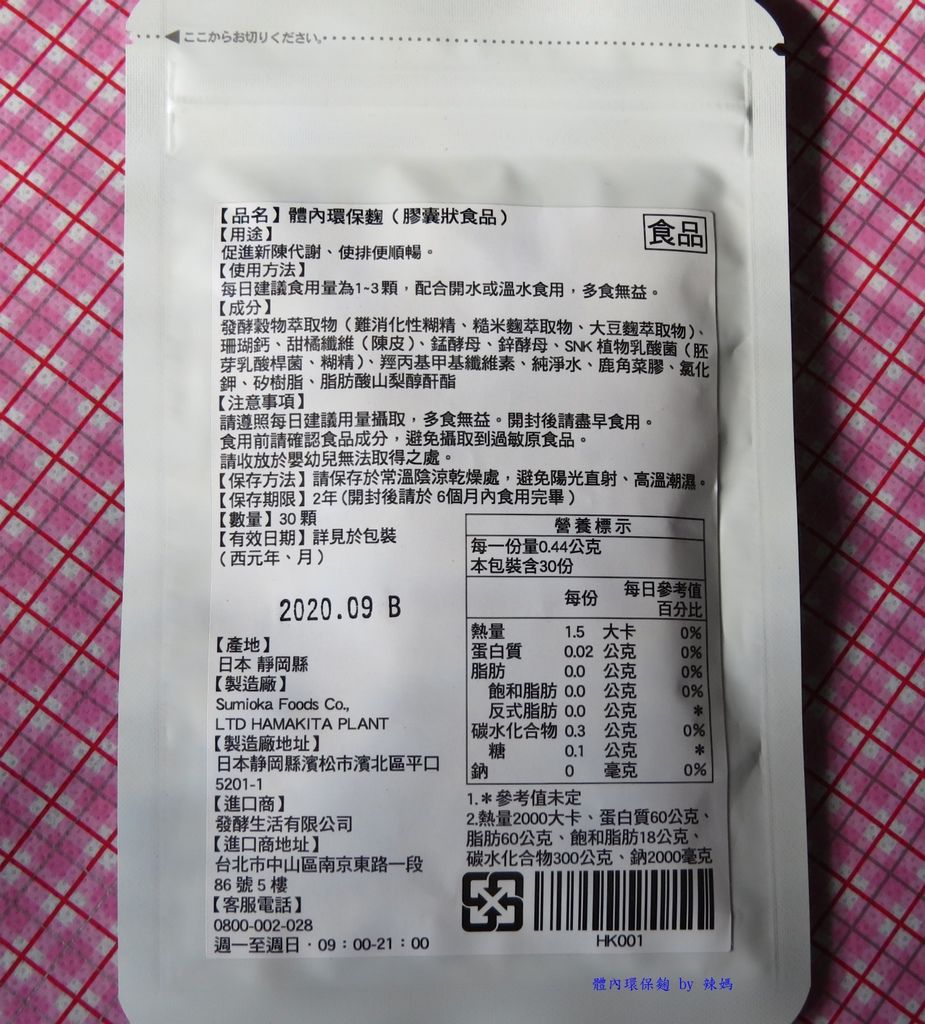 ここからお切りください。
【品名】體內環保麴（膠囊狀食品）
食品
【用途】
促進新陳代謝、使排便順暢。
【使用方法】
每日建議食用量為1~3顆，配合開水或溫水食用，多食無益。
【成分】
發酵穀物萃取物（難消化性糊精、糙米麴萃取物、大豆麴萃取物）、
珊瑚鈣、甜橘纖維（陳皮）、錳酵母、鋅酵母、SNK植物乳酸菌（胚
芽乳酸桿菌、糊精）、羥丙基甲基纖維素、純淨水、鹿角菜膠、氯化
鉀、矽樹脂、脂肪酸山梨醇酐酯
【注意事項】
請遵照每日建議用量攝取，多食無益。開封後請盡早食用。
食用前請確認食品成分，避免攝取到過敏原食品。
請收放於嬰幼兒無法取得之處。
【保存方法】請保存於常溫陰涼乾燥處，避免陽光直射、高溫潮濕。
【保存期限】2年(開封後請於6個月內食用完畢）
【數量】30顆
【有效日期】詳見於包裝
（西元年、月）
2020.09 B
【產地】
日本 靜岡縣
【製造廠】
Sumioka Foods Co.,
LTD HAMAKITA PLANT
【製造廠地址】
日本靜岡縣濱松市濱北區平口
5201-1
【進口商】
發酵生活有限公司
【進口商地址】
台北市中山區南京東路一段
86號5樓
【客服電話】
0800-002-028
週一至週日．09：00-21：00
營養標示
每一份量0.44公克
本包裝含30份
每份 每日參考值百分比
熱量 1.5 大卡 0%
蛋白質 0.02 公克 0%
脂肪 0.0 公克 0%
飽和脂肪 0.0 公克 0%
反式脂肪 0.0 公克 *
碳水化合物 0.3 公克 0%
糖 0.1 公克 *
鈉 0 毫克 0%
1.＊參考值未定
2.熱量2000大卡、蛋白質60公克、
脂肪60公克、飽和脂肪18公克、
碳水化合物300公克、鈉2000毫克
HK001
體內環保麴 by 辣媽